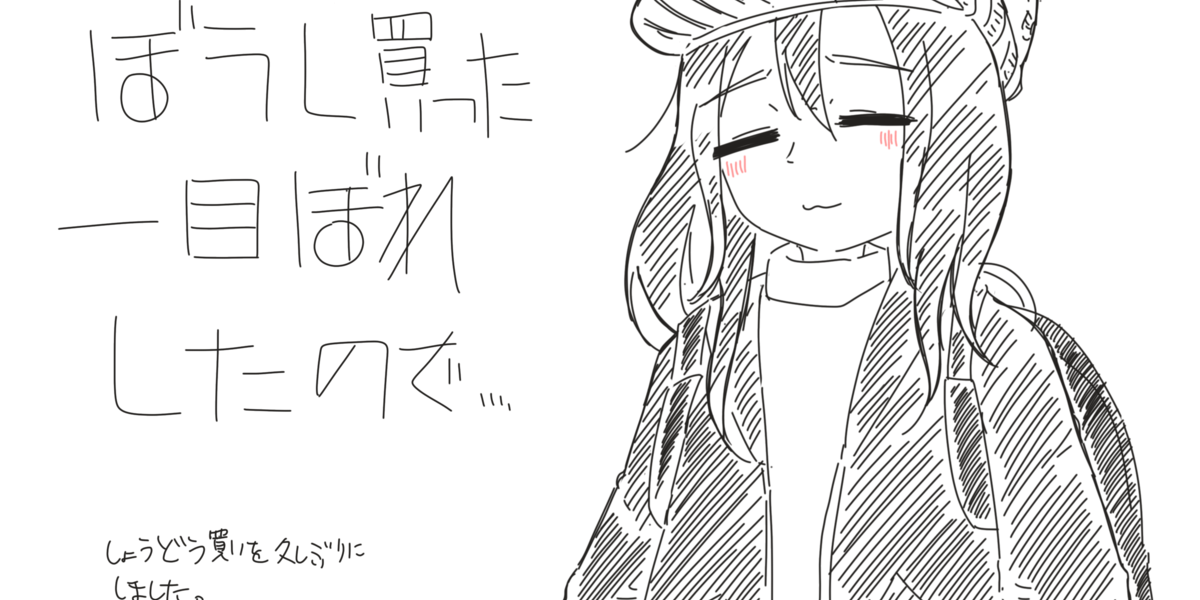 ぼうし買った
一目ぼれ
したので…
しょうどう買いを久しぶりに
しました。